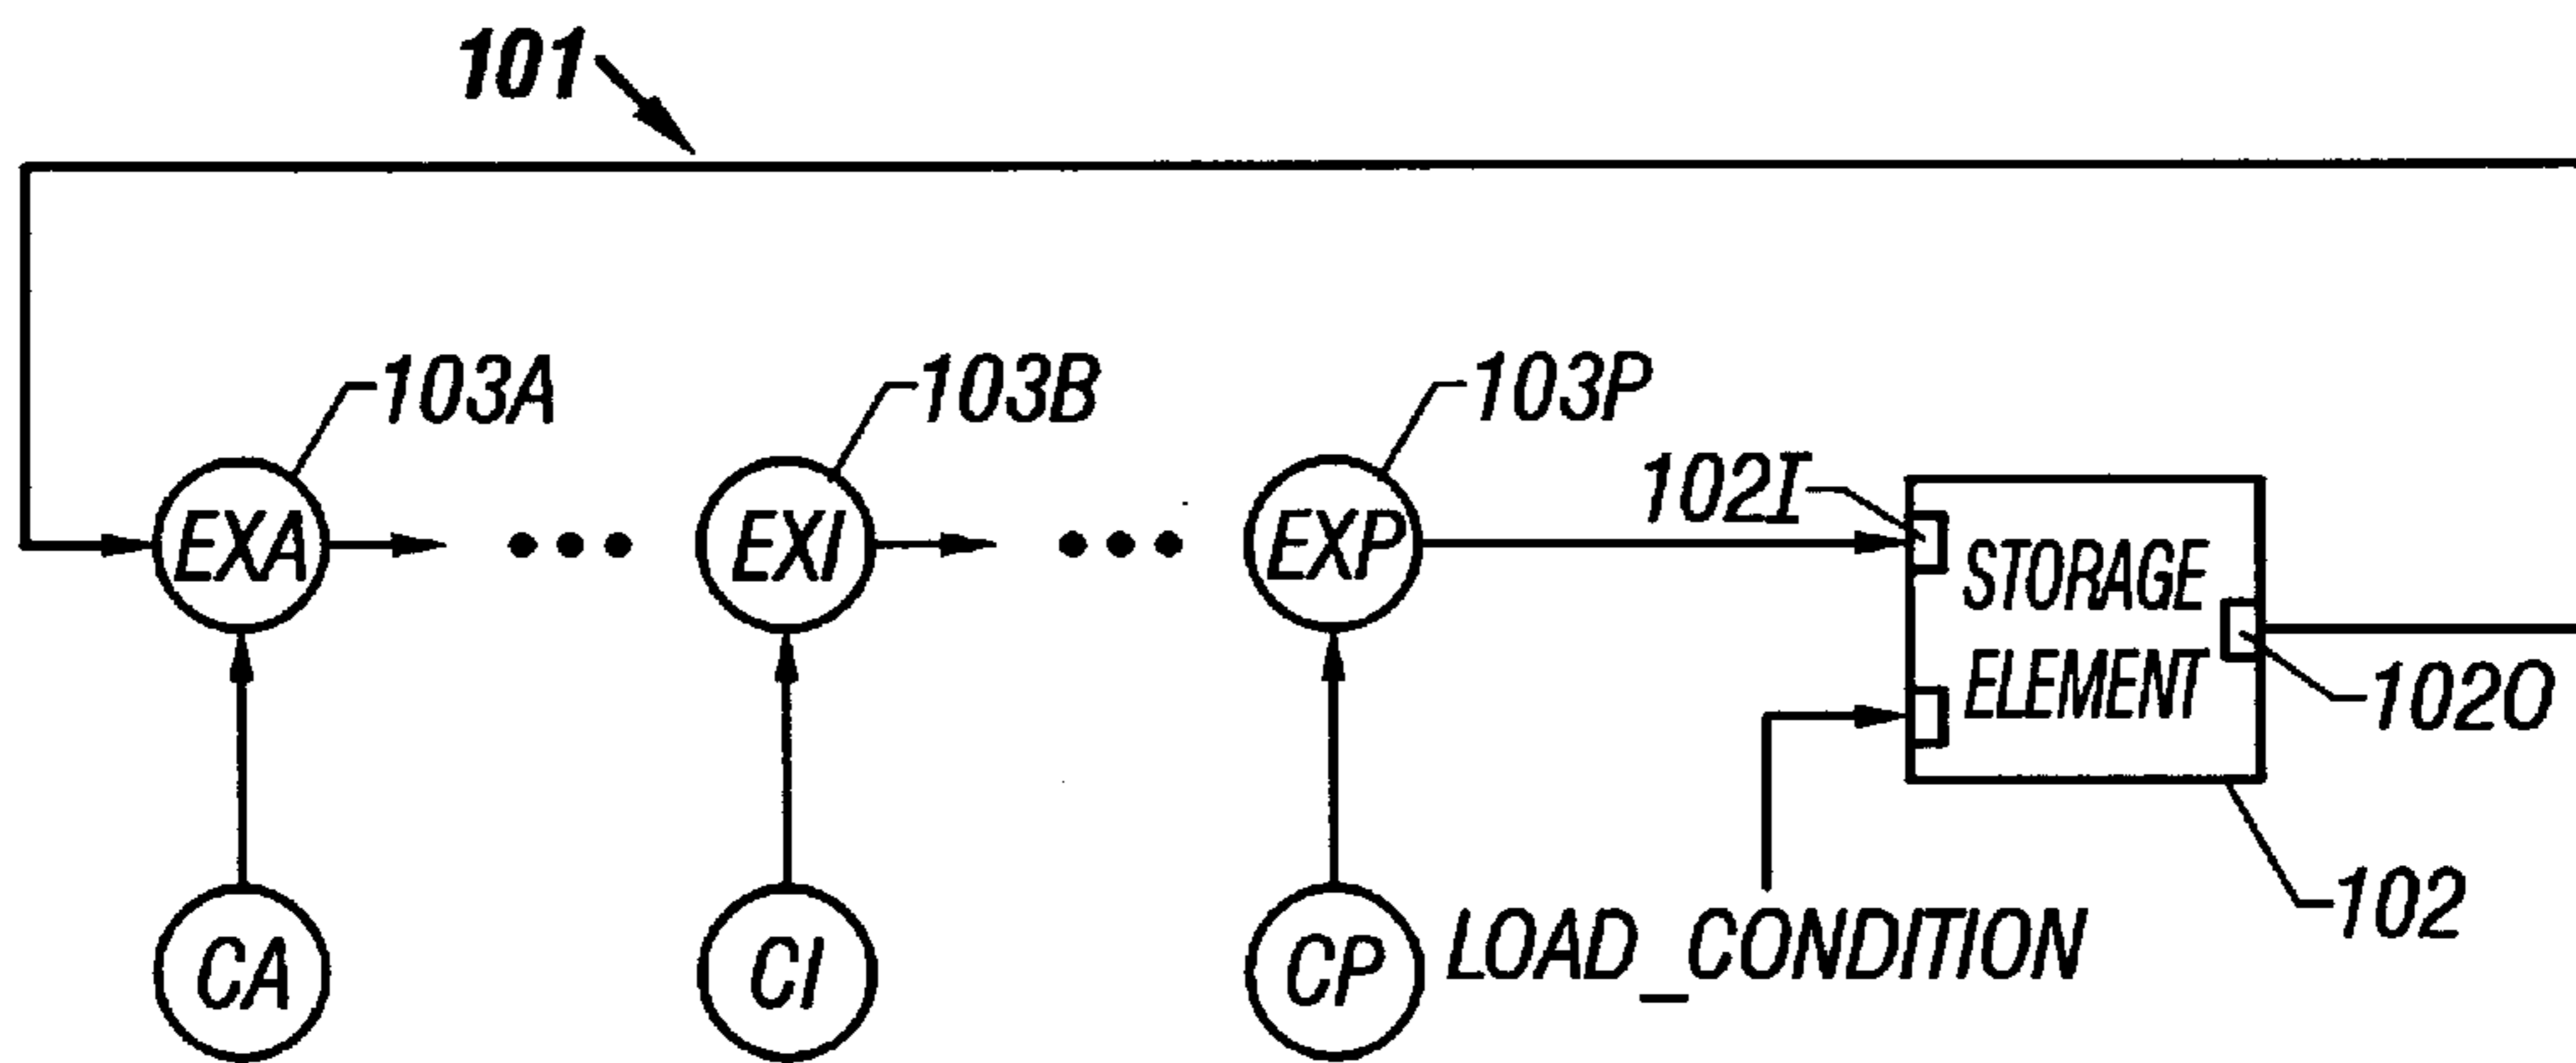 101
103A
103B
103P
102I
EXA
EXI
EXP
STORAGE
ELEMENT
102O
102
CA
CI
CP
LOAD_CONDITION